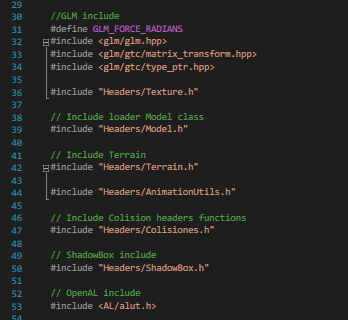 29
30 //GLM include
31 #define GLM_FORCE_RADIANS
32 #include <glm/glm.hpp>
33 #include <glm/gtc/matrix_transform.hpp>
34 #include <glm/gtc/type_ptr.hpp>
35
36 #include "Headers/Texture.h"
37
38 // Include loader Model class
39 #include "Headers/Model.h"
40
41 // Include Terrain
42 #include "Headers/Terrain.h"
43
44 #include "Headers/AnimationUtils.h"
45
46 // Include Colision headers functions
47 #include "Headers/Colisiones.h"
48
49 // ShadowBox include
50 #include "Headers/ShadowBox.h"
51
52 // OpenAL include
53 #include <AL/alut.h>
54